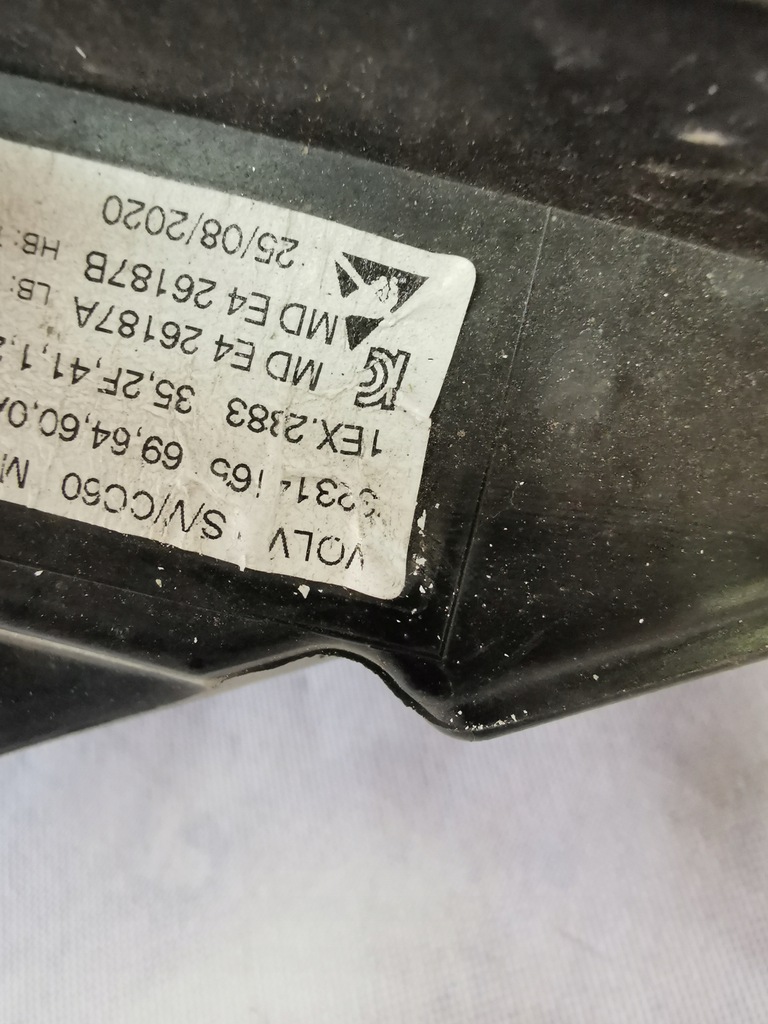 VOLV S/V/CC60
69,64,60,0
1EX.2383 35,2F,41,1,
MD E4 26187A LB:
MD E4 26187B HB:
25/08/2020